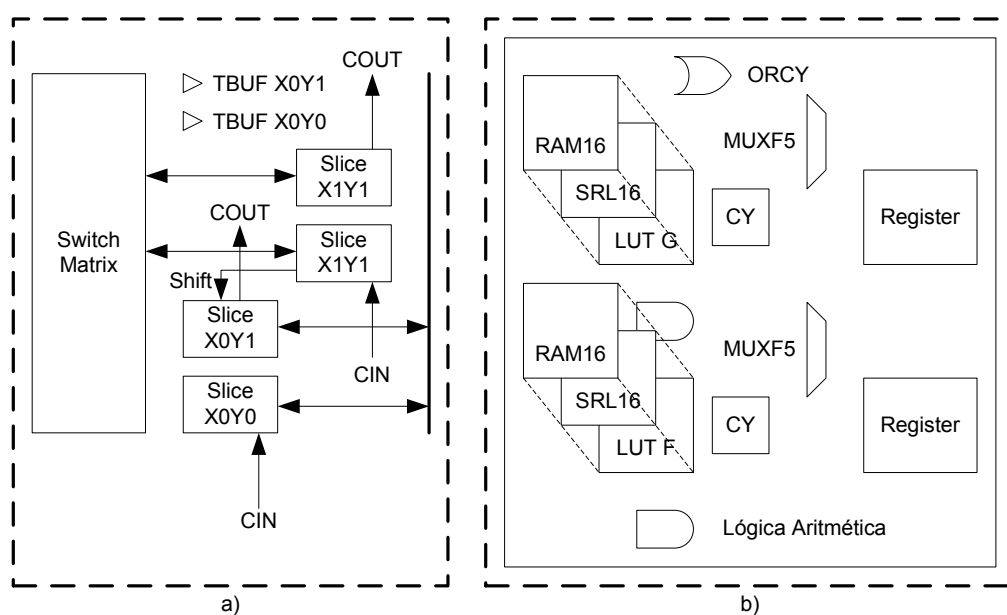 COUT
TBUF X0Y1
TBUF X0Y0
Slice
X1Y1
COUT
Switch
Matrix
Slice
X1Y1
Shift
Slice
X0Y1
CIN
Slice
X0Y0
CIN
a)
ORCY
RAM16
MUXF5
SRL16
CY
Register
LUT G
RAM16
MUXF5
SRL16
CY
Register
LUT F
Lógica Aritmética
b)